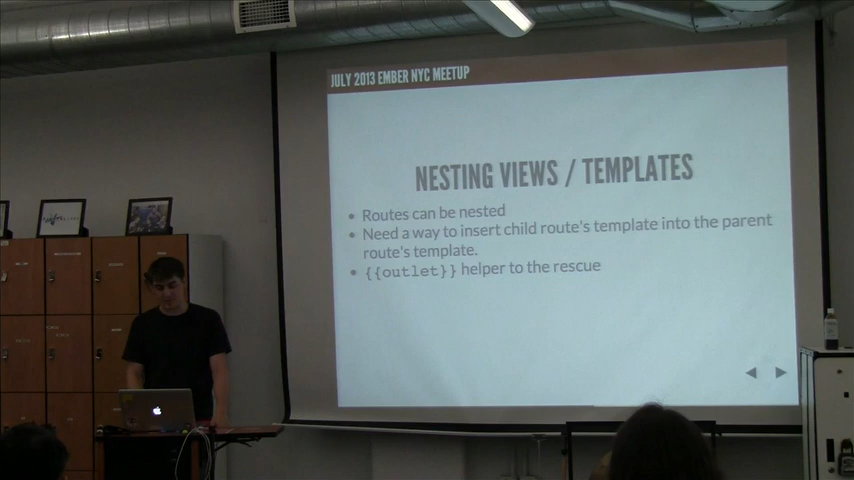 JULY 2013 EMBER NYC MEETUP
NESTING VIEWS / TEMPLATES
• Routes can be nested
• Need a way to insert child route's template into the parent
route's template.
• {{outlet}} helper to the rescue